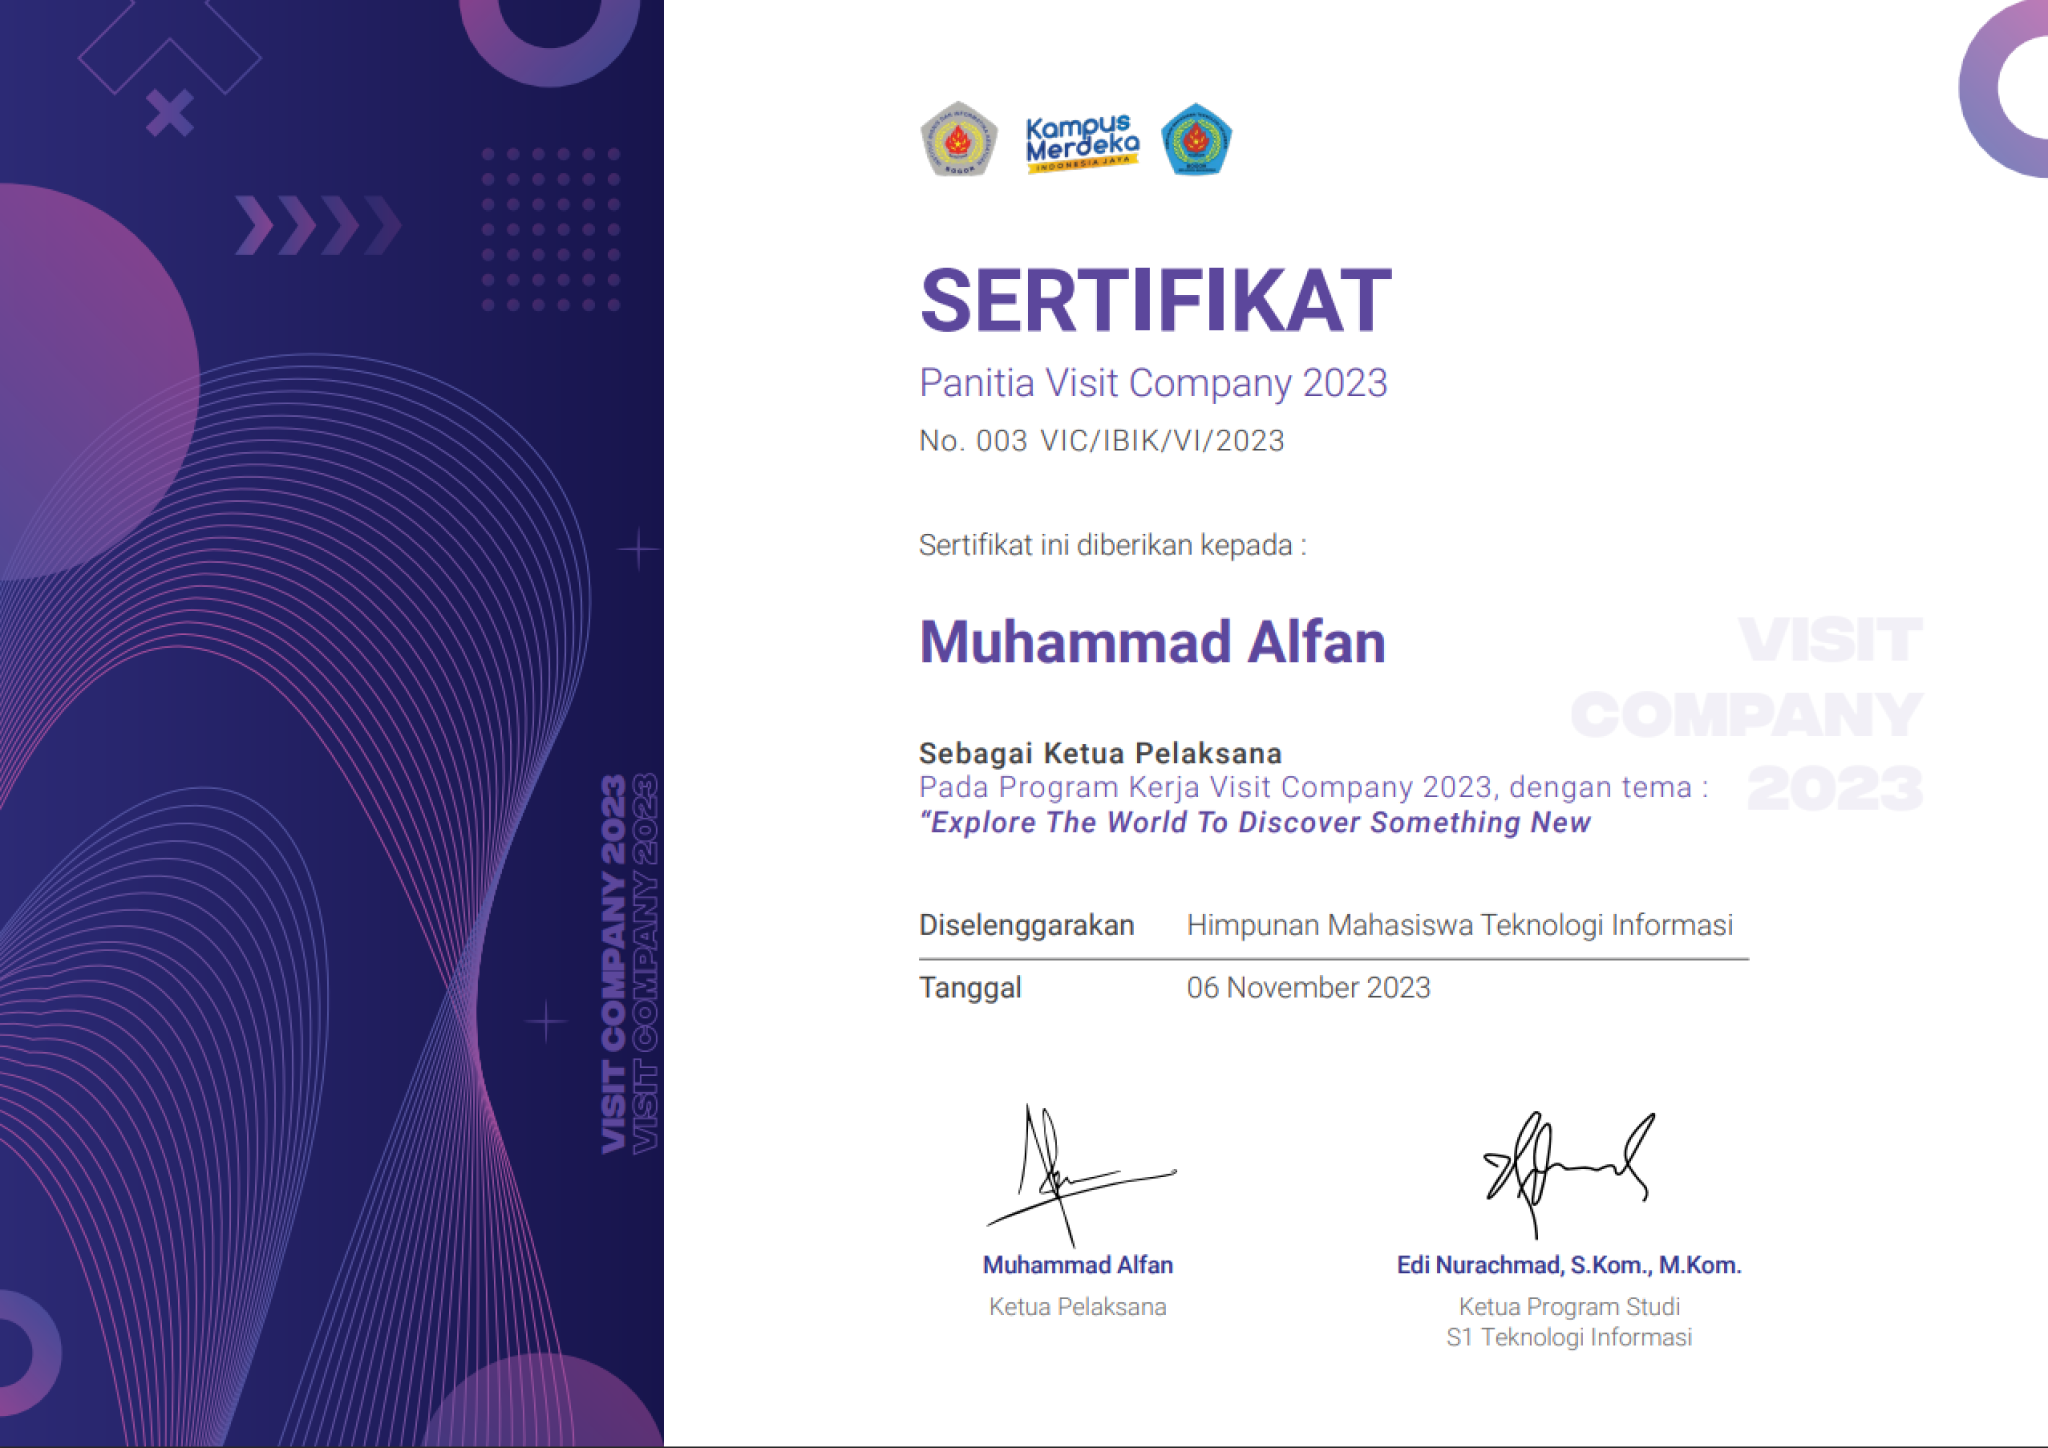 Kampus
Merdeka
INDONESIA JAYA
SERTIFIKAT
Panitia Visit Company 2023
No. 003 VIC/IBIK/VI/2023
Sertifikat ini diberikan kepada :
Muhammad Alfan
VISIT
COMPANY
2023
Sebagai Ketua Pelaksana
Pada Program Kerja Visit Company 2023, dengan tema :
“Explore The World To Discover Something New
Diselenggarakan Himpunan Mahasiswa Teknologi Informasi
Tanggal 06 November 2023
Muhammad Alfan
Ketua Pelaksana
Edi Nurachmad, S.Kom., M.Kom.
Ketua Program Studi
S1 Teknologi Informasi
VISIT COMPANY 2023
VISIT COMPANY 2023